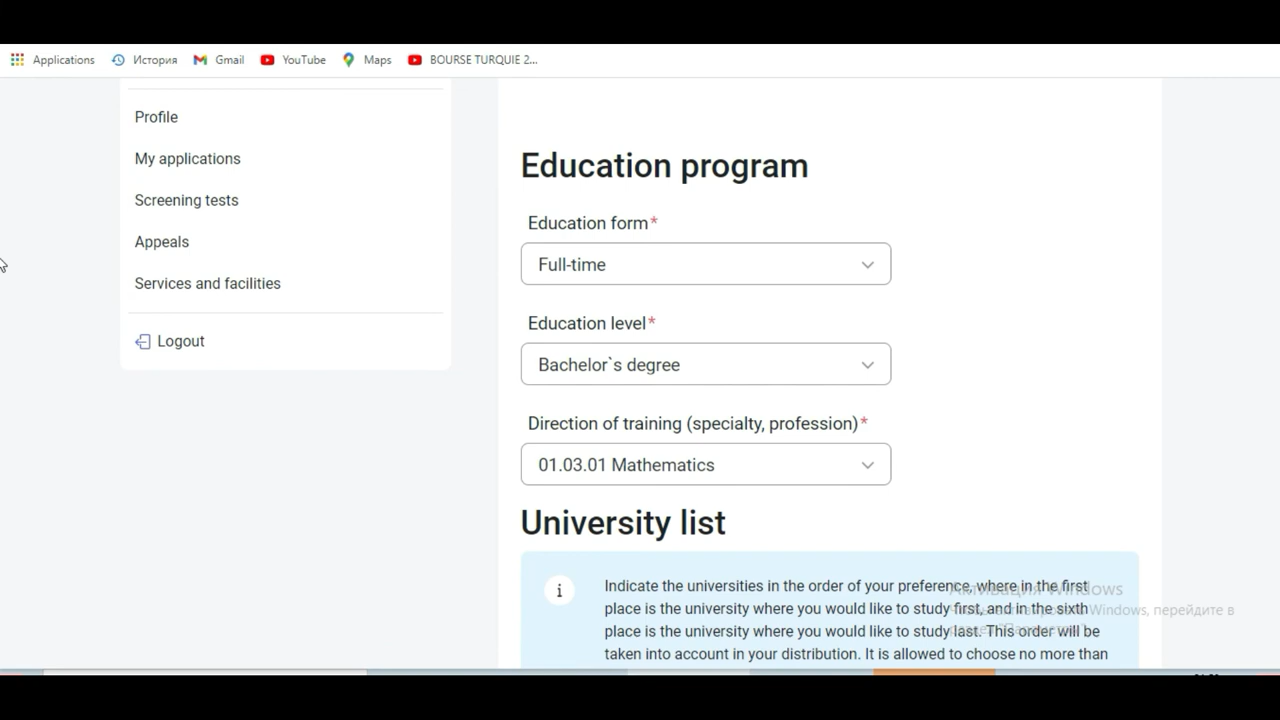 Applications История Gmail YouTube Maps BOURSE TURQUIE 2...
Profile
My applications
Screening tests
Appeals
Services and facilities
Logout
Education program
Education form*
Full-time
Education level*
Bachelor`s degree
Direction of training (specialty, profession)*
01.03.01 Mathematics
University list
i
Indicate the universities in the order of your preference, where in the first
place is the university where you would like to study first, and in the sixth
place is the university where you would like to study last. This order will be
taken into account in your distribution. It is allowed to choose no more than
Активация Windows
Windows, перейдите в